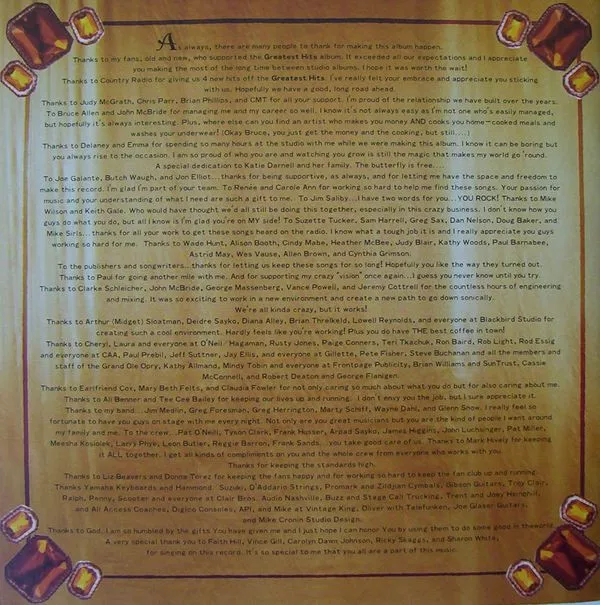 As always, there are many people to thank for making this album happen.
Thanks to my fans, old and new, who supported the Greatest Hits album. It exceeded all our expectations and I appreciate
you making the most of the long time between studio albums. I hope it was worth the wait!
Thanks to Country Radio for giving us 4 new hits off the Greatest Hits. I've really felt your embrace and appreciate you sticking
with us. Hopefully we have a good, long road ahead.
Thanks to Judy McGrath, Chris Parr, Brian Phillips, and CMT for all your support. I'm proud of the relationship we have built over the years.
To Bruce Allen and John McBride for managing me and my career so well. I know it's not always easy as I'm not one who's easily managed,
but hopefully it's always interesting. Plus, where else can you find an artist who makes you money AND cooks you home-cooked meals and
washes your underwear! (Okay Bruce, you just get the money and the cooking, but still....)
Thanks to Delaney and Emma for spending so many hours at the studio with me while we were making this album. I know it can be boring but
you always rise to the occasion. I am so proud of who you are and watching you grow is still the magic that makes my world go 'round.
A special dedication to Katie Darnell and her family. The butterfly is free....
To Joe Galante, Butch Waugh, and Jon Elliot...thanks for being supportive, as always, and for letting me have the space and freedom to
make this record. I'm glad I'm part of your team. To Renée and Carole Ann for working so hard to help me find these songs. Your passion for
music and your understanding of what I need are such a gift to me. To Jim Saliby...I have two words for you... YOU ROCK! Thanks to Mike
Wilson and Keith Gale. Who would have thought we'd all still be doing this together, especially in this crazy business. I don't know how you
guys do what you do, but all I know is I'm glad you're on MY side! To Suzette Tucker, Sam Harrell, Greg Sax, Dan Nelson, Doug Baker, and
Mike Sirls...thanks for all your work to get these songs heard on the radio. I know what a tough job it is and I really appreciate you guys
working so hard for me. Thanks to Wade Hunt, Alison Booth, Cindy Mabe, Heather McBee, Judy Blair, Kathy Woods, Paul Barnabee,
Astrid May, Wes Vause, Allen Brown, and Cynthia Grimson.
To the publishers and songwriters...thanks for letting us keep these songs for so long! Hopefully you like the way they turned out.
Thanks to Paul for going another mile with me. And for supporting my crazy "vision" once again...I guess you never know until you try.
Thanks to Clarke Schleicher, John McBride, George Massenberg, Vance Powell, and Jeremy Cottrell for the countless hours of engineering
and mixing. It was so exciting to work in a new environment and create a new path to go down sonically.
We're all kinda crazy, but it works!
Thanks to Arthur (Midget) Sloatman, Deidre Sayko, Diana Alley, Brian Threlkeld, Lowell Reynolds, and everyone at Blackbird Studio for
creating such a cool environment. Hardly feels like you're working! Plus you do have THE best coffee in town!
Thanks to Cheryl, Laura and everyone at O'Neil / Hagaman, Rusty Jones, Paige Conners, Teri Tkachuk, Ron Baird, Rob Light, Rod Essig
and everyone at CAA, Paul Prebil, Jeff Suttner, Jay Ellis, and everyone at Gillette, Pete Fisher, Steve Buchanan and all the members and
staff of the Grand Ole Opry, Kathy Allmand, Mindy Tobin and everyone at Frontpage Publicity, Brian Williams and SunTrust, Cassie
McConnell, and Robert Deaton and George Flanigen.
Thanks to Earlfriend Cox, Mary Beth Felts, and Claudia Fowler for not only caring so much about what you do but for also caring about me.
Thanks to Ali Benner and Tee Cee Bailey for keeping our lives up and running. I don't envy you the job, but I sure appreciate it.
Thanks to my band... Jim Medlin, Greg Foresman, Greg Herrington, Marty Schiff, Wayne Dahl, and Glenn Snow. I really feel so
fortunate to have you guys on stage with me every night. Not only are you great musicians but you are the kind of people I want around
my family and me. To the crew...Pat O'Neill, Tyson Clark, Frank Husser, Arnad Sayko, James Higgins, John Luchsinger, Pat Miller,
Meesha Kosiolek, Larry Phye, Leon Butler, Reggie Barron, Frank Sands. you take good care of us. Thanks to Mark Hively for keeping
it ALL together. I get all kinds of compliments on you and the whole crew from everyone who works with you.
Thanks for keeping the standards high.
Thanks to Liz Beavers and Donna Torez for keeping the fans happy and for working so hard to keep the fan club up and running.
Thanks Yamaha Keyboards and Hammond. Suzuki, D'Addario Strings, Promark and Zildjian Cymbals, Gibson Guitars, Troy Clair,
Ralph, Penny, Scooter and everyone at Clair Bros. Audio Nashville, Buzz and Stage Call Trucking, Trent and Joey Hemphill,
and All Access Coaches, Digico Consoles, API, and Mike at Vintage King, Oliver with Telefunken, Joe Glaser Guitars,
and Mike Cronin Studio Design.
Thanks to God. I am so humbled by the gifts You have given me and I just hope I can honor You by using them to do some good in the world.
A very special thank you to Faith Hill, Vince Gill, Carolyn Dawn Johnson, Ricky Skaggs, and Sharon White,
for singing on this record. It's so special to me that you all are a part of this music.